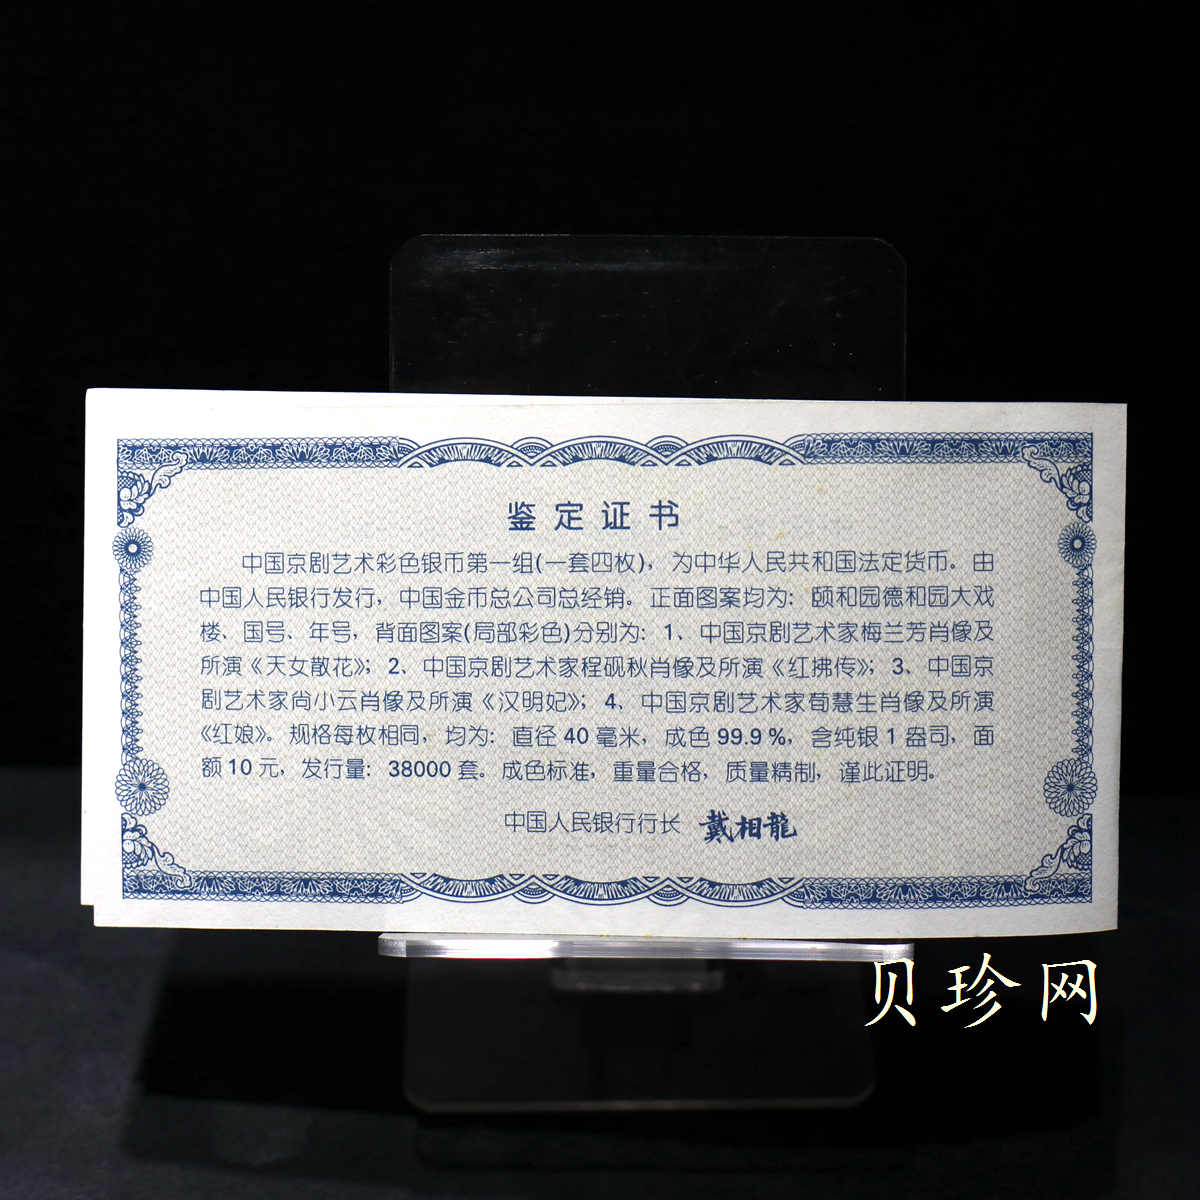 鉴定证书
中国京剧艺术彩色银币第一组(一套四枚)，为中华人民共和国法定货币。由
中国人民银行发行，中国金币总公司总经销。正面图案均为：颐和园德和园大戏
楼、国号、年号，背面图案(局部彩色)分别为：1、中国京剧艺术家梅兰芳肖像及
所演《天女散花》；2、中国京剧艺术家程砚秋肖像及所演《红拂传》；3、中国京
剧艺术家尚小云肖像及所演《汉明妃》；4、中国京剧艺术家荀慧生肖像及所演
《红娘》。规格每枚相同，均为：直径40毫米，成色99.9%，含纯银1盎司，面
额10元，发行量：38000套。成色标准，重量合格，质量精制，谨此证明。
中国人民银行行长 戴相龍
贝珍网